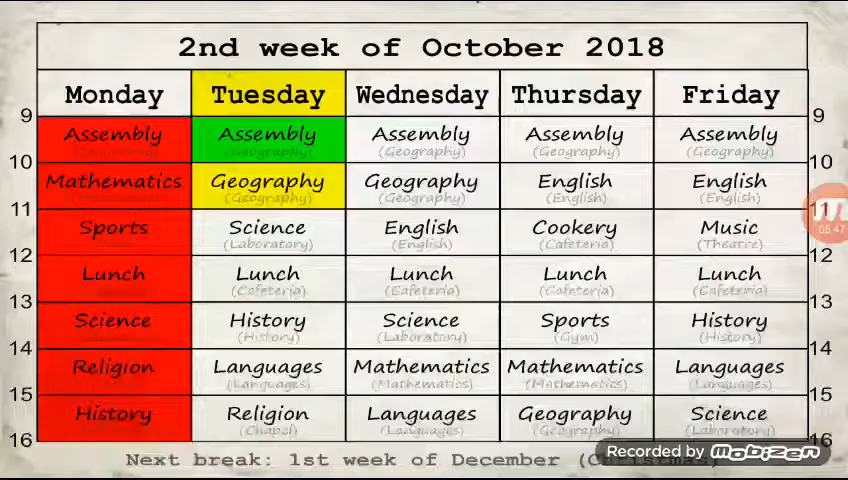 2nd week of October 2018
Monday Tuesday Wednesday Thursday Friday
9 9
Assembly Assembly Assembly Assembly Assembly
(Geography) (Geography) (Geography) (Geography)
10 10
Mathematics Geography Geography English English
(Geography) (Geography) (English) (English)
11 11
Sports Science English Cookery Music
(Laboratory) (English) (Cafeteria) (Theatre)
05:47
12 12
Lunch Lunch Lunch Lunch Lunch
(Cafeteria) (Cafeteria) (Cafeteria) (Cafeteria)
13 13
Science History Science Sports History
(History) (Laboratory) (Gym) (History)
14 14
Religion Languages Mathematics Mathematics Languages
(Languages) (Mathematics) (Mathematics) (Languages)
15 15
History Religion Languages Geography Science
(Chapel) (Languages) (Geography) (Laboratory)
16 16
Next break: 1st week of December (Christmas)
Recorded by Mobizen